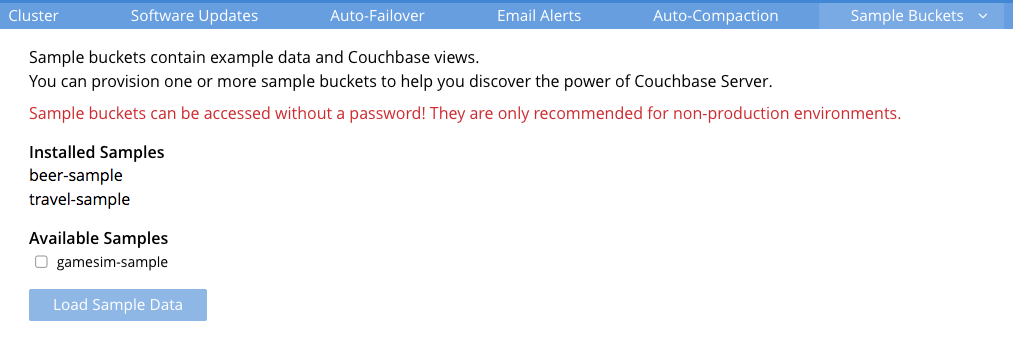 Cluster Software Updates Auto-Failover Email Alerts Auto-Compaction Sample Buckets
Sample buckets contain example data and Couchbase views.
You can provision one or more sample buckets to help you discover the power of Couchbase Server.
Sample buckets can be accessed without a password! They are only recommended for non-production environments.
Installed Samples
beer-sample
travel-sample
Available Samples
gamesim-sample
Load Sample Data